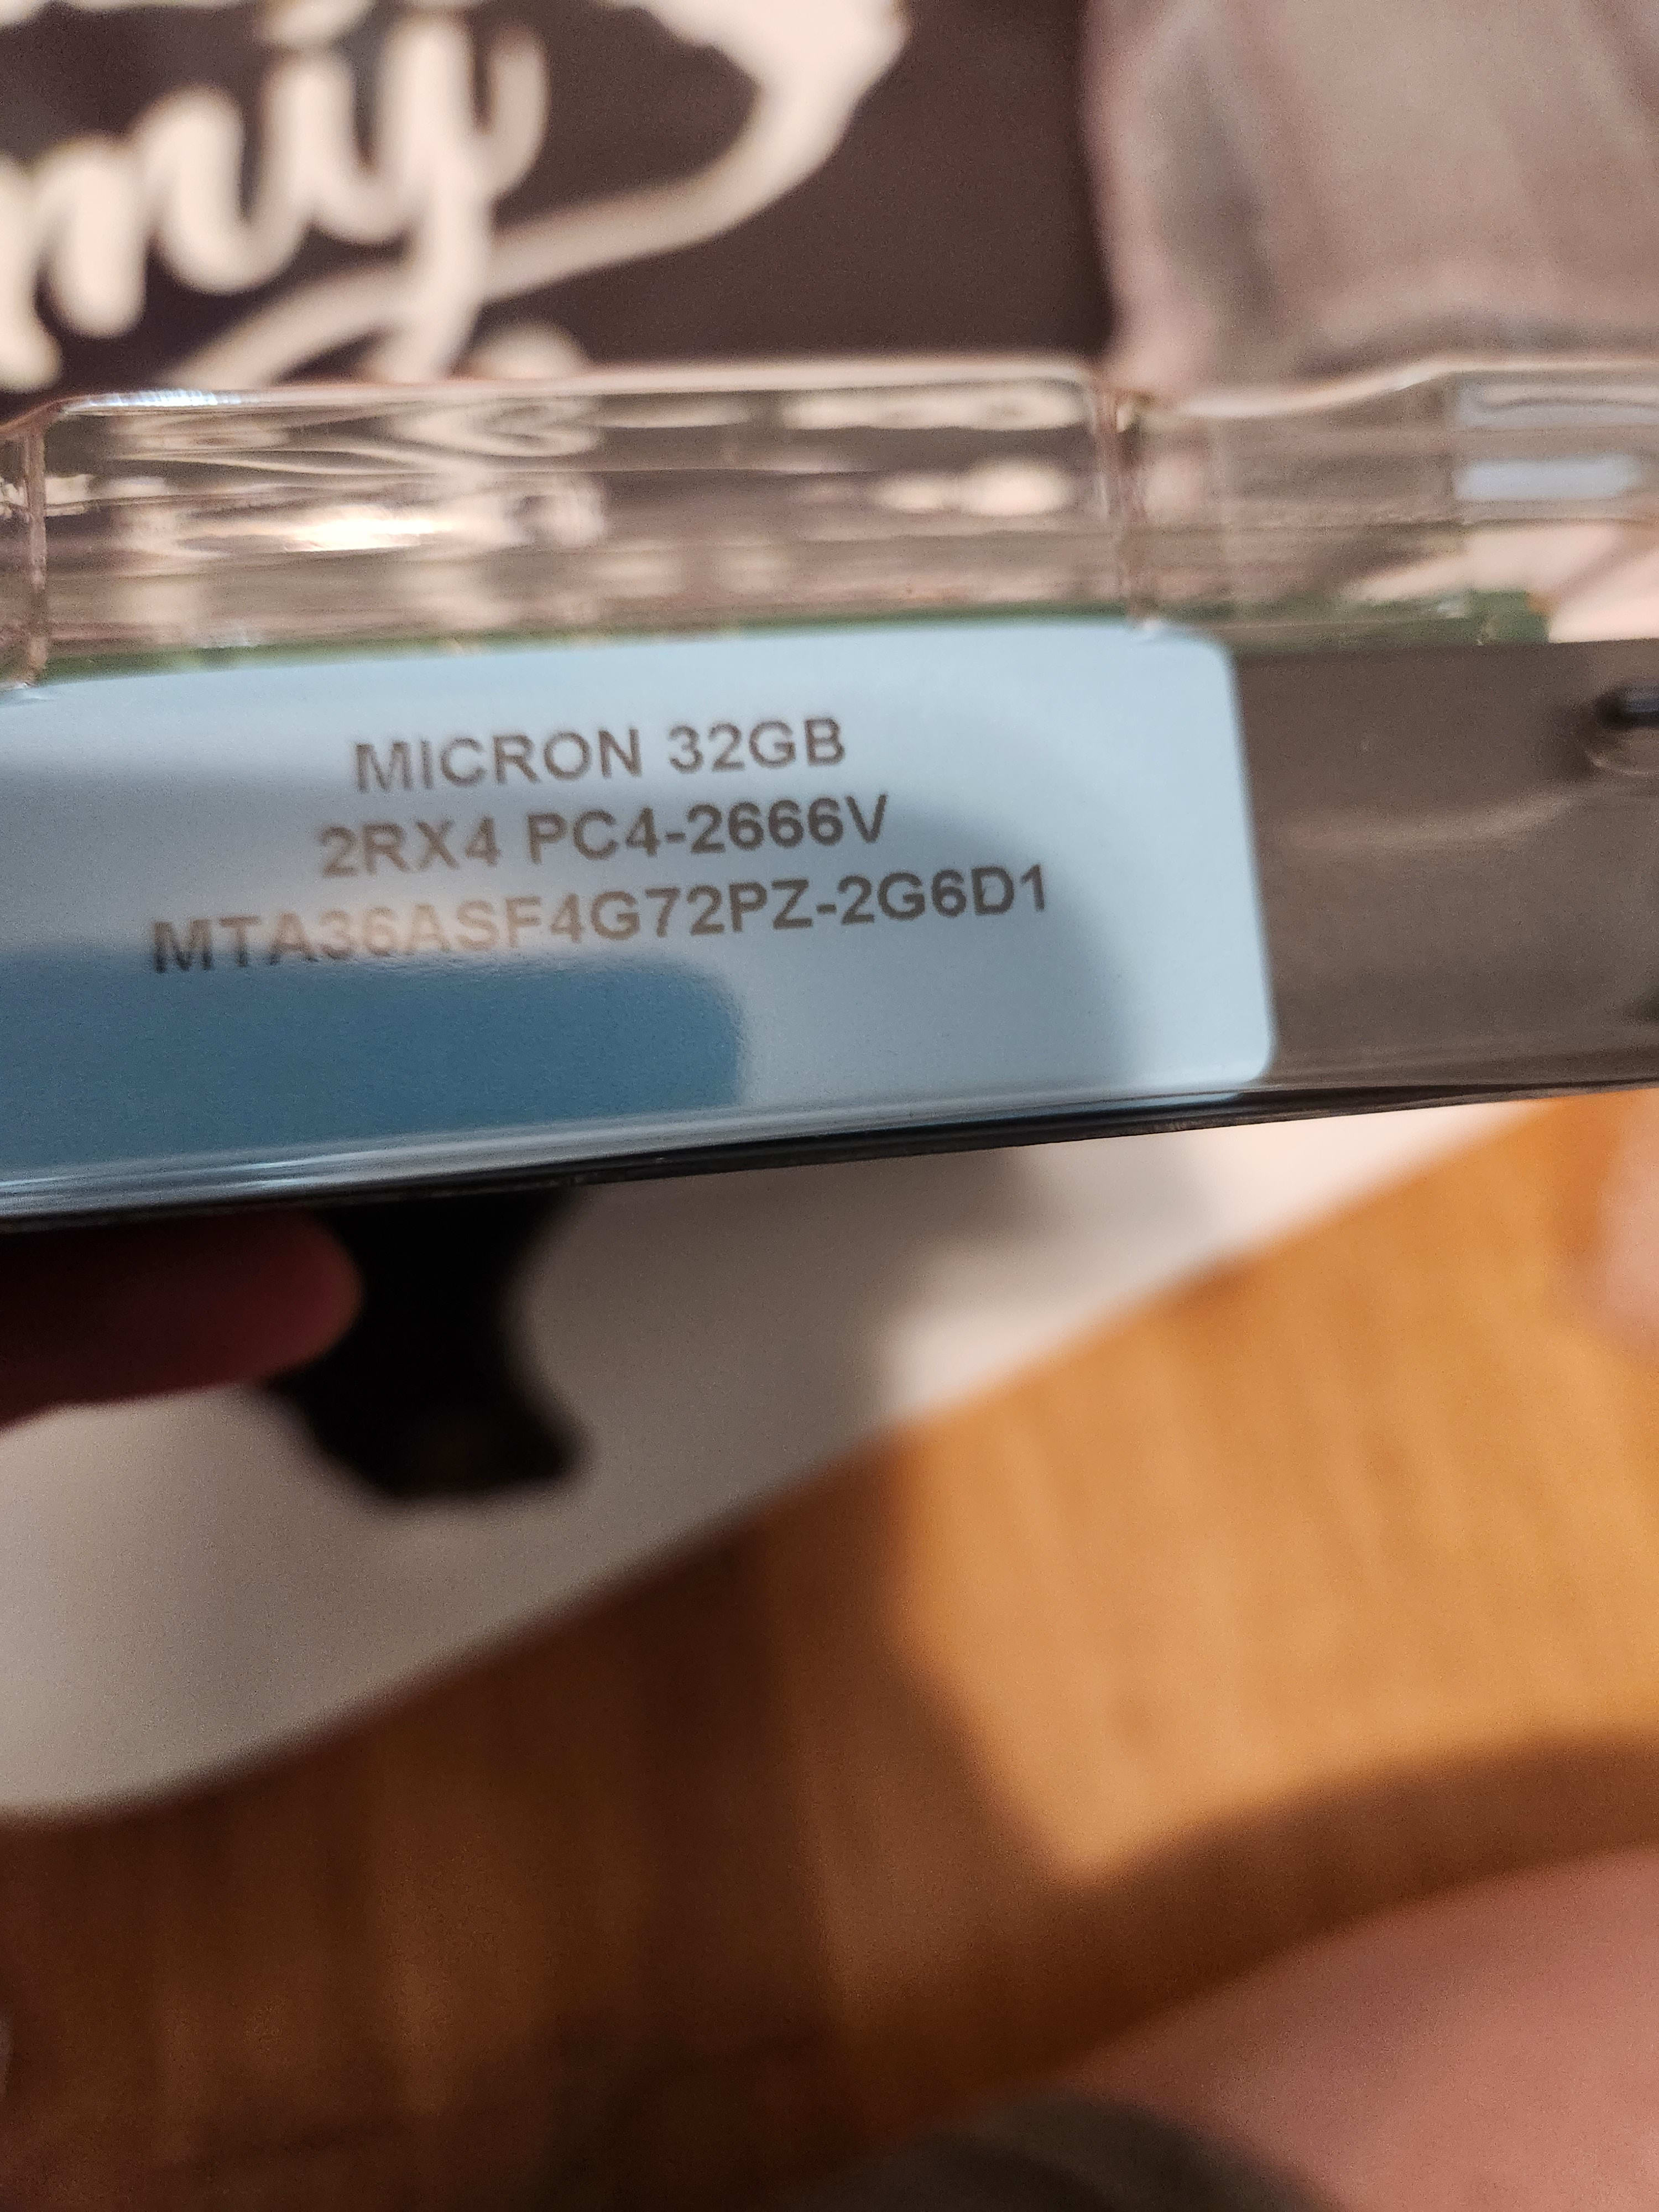 MICRON 32GB
2RX4 PC4-2666V
MTA36ASF4G72PZ-2G6D1